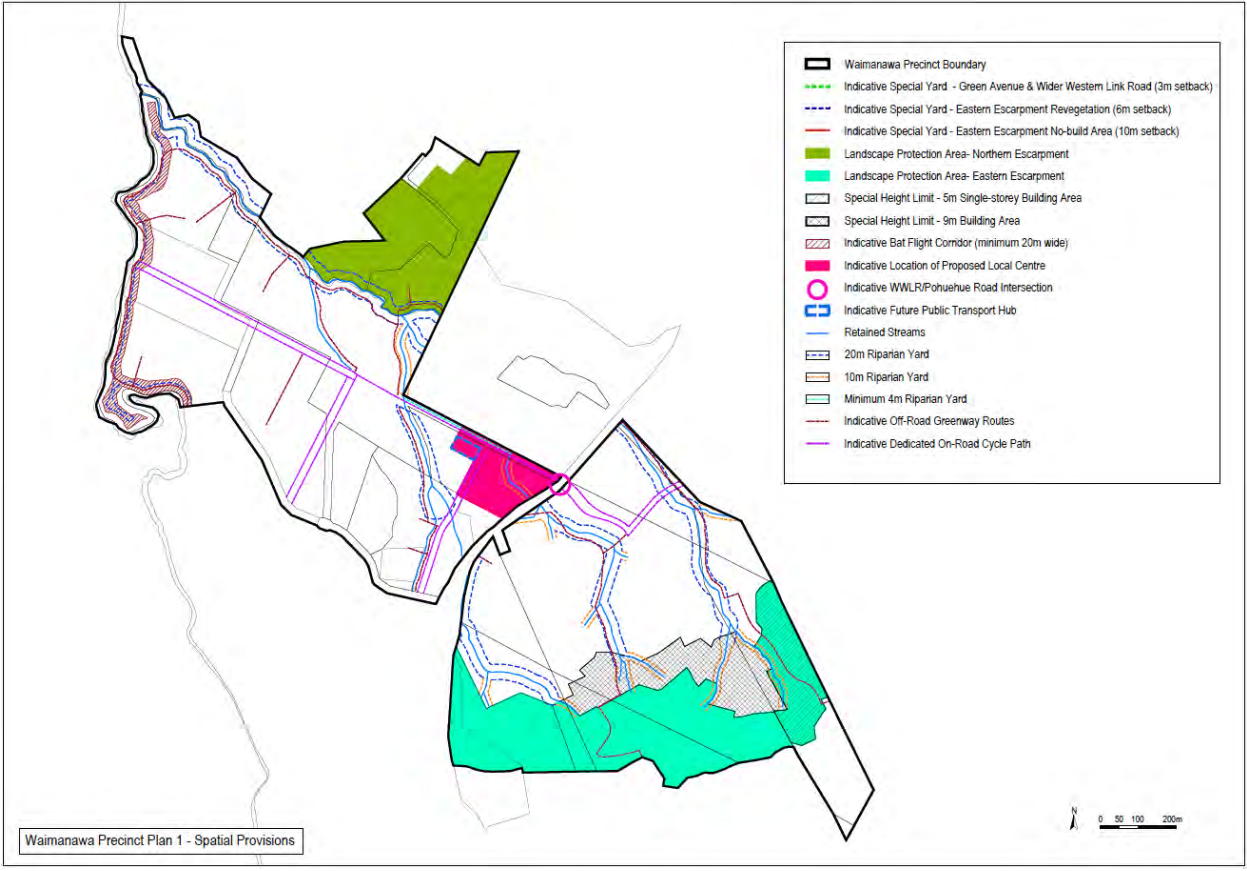 Waimanawa Precinct Boundary
Indicative Special Yard - Green Avenue & Wider Western Link Road (3m setback)
Indicative Special Yard - Eastern Escarpment Revegetation (6m setback)
Indicative Special Yard - Eastern Escarpment No-build Area (10m setback)
Landscape Protection Area- Northern Escarpment
Landscape Protection Area- Eastern Escarpment
Special Height Limit - 5m Single-storey Building Area
Special Height Limit - 9m Building Area
Indicative Bat Flight Corridor (minimum 20m wide)
Indicative Location of Proposed Local Centre
Indicative WWLR/Pohuehue Road Intersection
Indicative Future Public Transport Hub
Retained Streams
20m Riparian Yard
10m Riparian Yard
Minimum 4m Riparian Yard
Indicative Off-Road Greenway Routes
Indicative Dedicated On-Road Cycle Path
N
0 50 100 200m
Waimanawa Precinct Plan 1 - Spatial Provisions